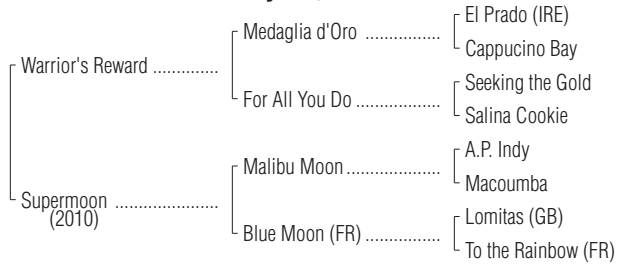 El Prado (IRE)
Medaglia d'Oro ................
Cappucino Bay
Warrior's Reward ..............
Seeking the Gold
For All You Do ..................
Salina Cookie
A.P. Indy
Malibu Moon ....................
Macoumba
Supermoon ......................
(2010)
Lomitas (GB)
Blue Moon (FR) ................
To the Rainbow (FR)